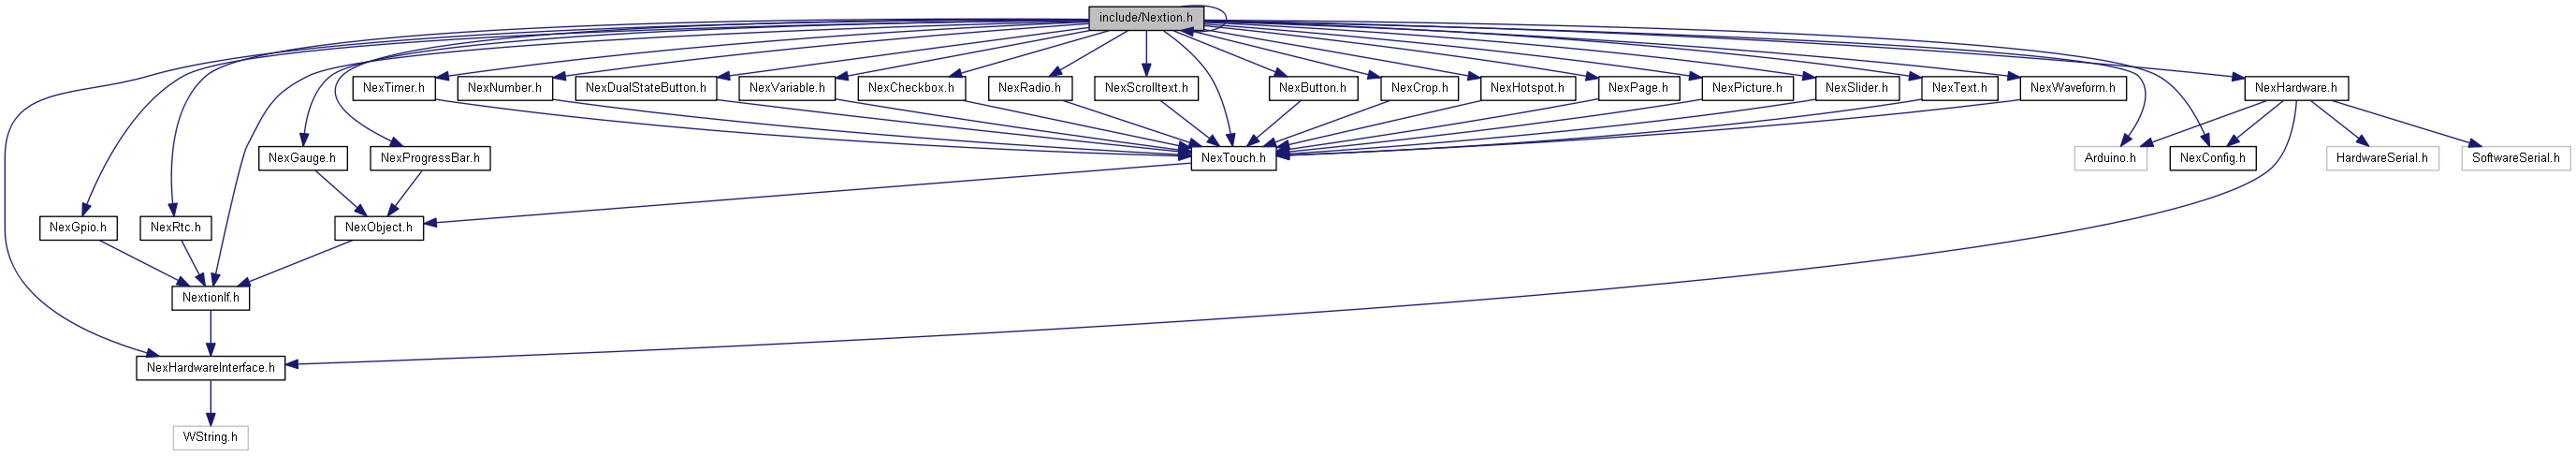 include/Nextion.h
NexTimer.h
NexNumber.h
NexDualStateButton.h
NexVariable.h
NexCheckbox.h
NexRadio.h
NexScrolltext.h
NexButton.h
NexCrop.h
NexHotspot.h
NexPage.h
NexPicture.h
NexSlider.h
NexText.h
NexWaveform.h
NexHardware.h
NexGauge.h
NexProgressBar.h
NexTouch.h
Arduino.h
NexConfig.h
HardwareSerial.h
SoftwareSerial.h
NexGpio.h
NexRtc.h
NexObject.h
NextionIf.h
NexHardwareInterface.h
WString.h